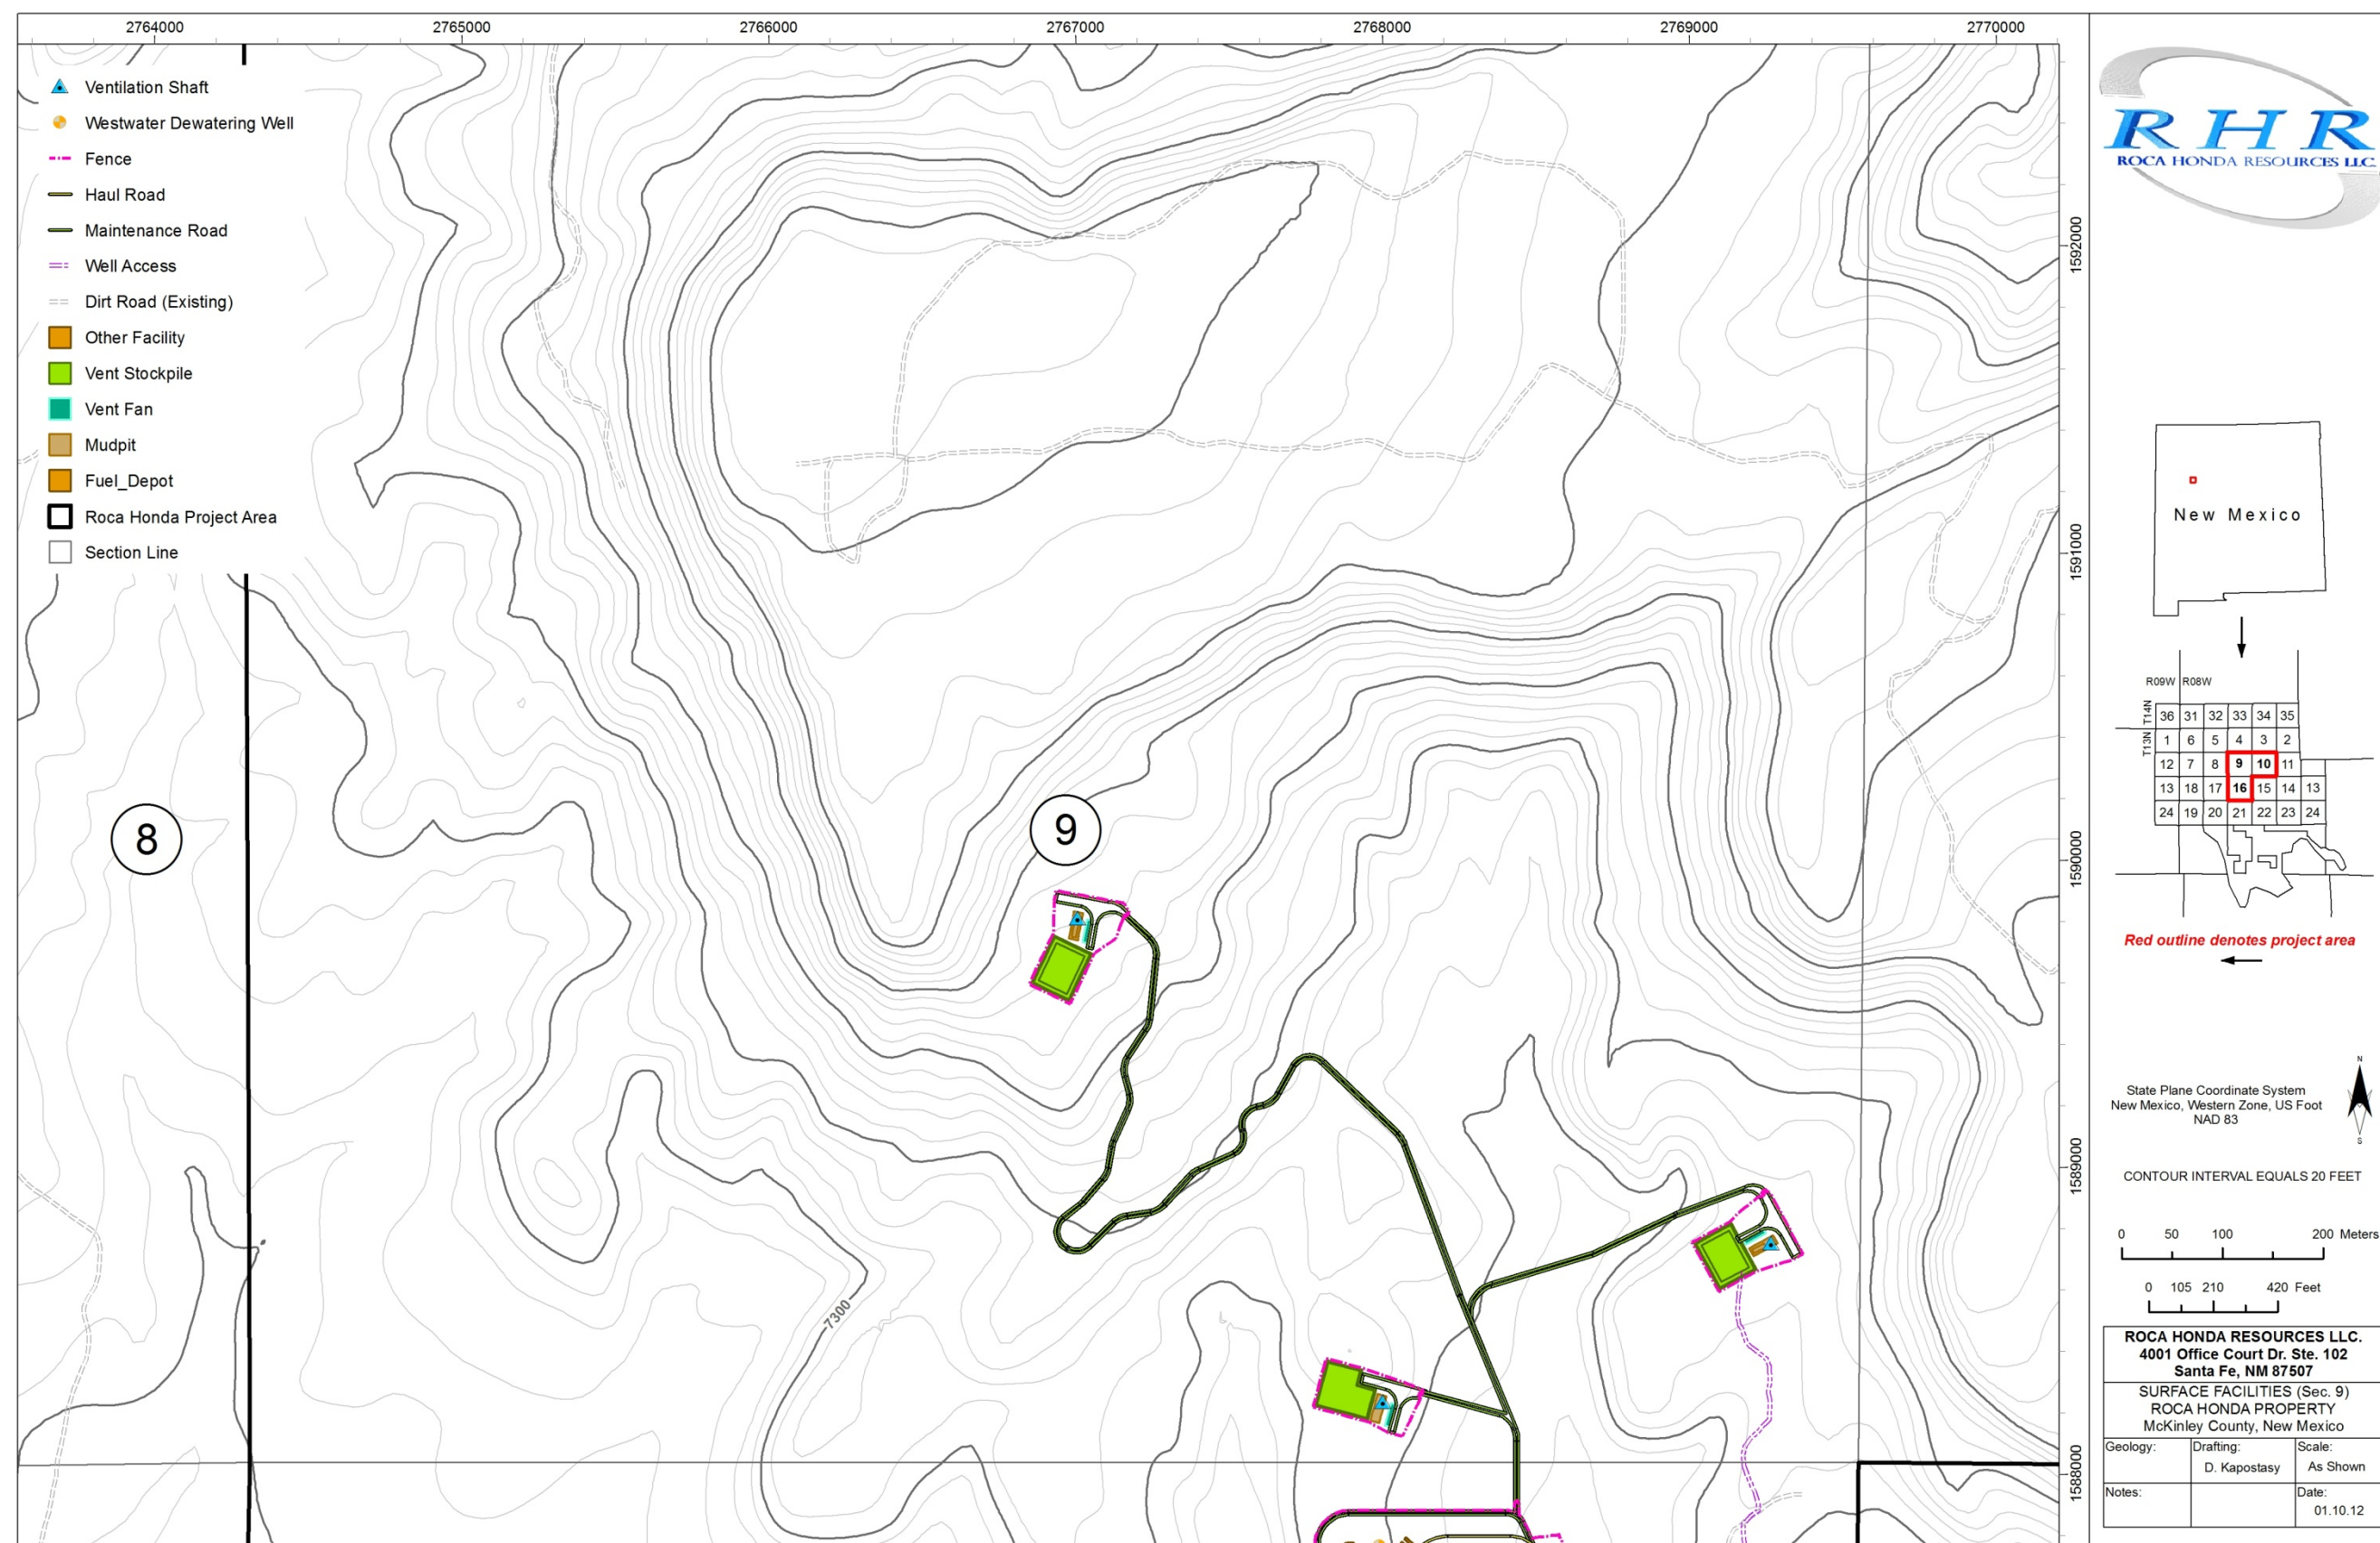 2764000 2765000 2766000 2767000 2768000 2769000 2770000
Ventilation Shaft
Westwater Dewatering Well
Fence
Haul Road
Maintenance Road
Well Access
Dirt Road (Existing)
Other Facility
Vent Stockpile
Vent Fan
Mudpit
Fuel_Depot
Roca Honda Project Area
Section Line
8
9
7300
1592000
1591000
1590000
1589000
1588000
RHR
ROCA HONDA RESOURCES LLC.
New Mexico
R09W R08W
T14N
T13N
36 31 32 33 34 35
1 6 5 4 3 2
12 7 8 9 10 11
13 18 17 16 15 14 13
24 19 20 21 22 23 24
Red outline denotes project area
N
S
State Plane Coordinate System
New Mexico, Western Zone, US Foot
NAD 83
CONTOUR INTERVAL EQUALS 20 FEET
0 50 100 200 Meters
0 105 210 420 Feet
ROCA HONDA RESOURCES LLC.
4001 Office Court Dr. Ste. 102
Santa Fe, NM 87507
SURFACE FACILITIES (Sec. 9)
ROCA HONDA PROPERTY
McKinley County, New Mexico
Geology: Drafting: Scale:
D. Kapostasy As Shown
Notes: Date:
01.10.12